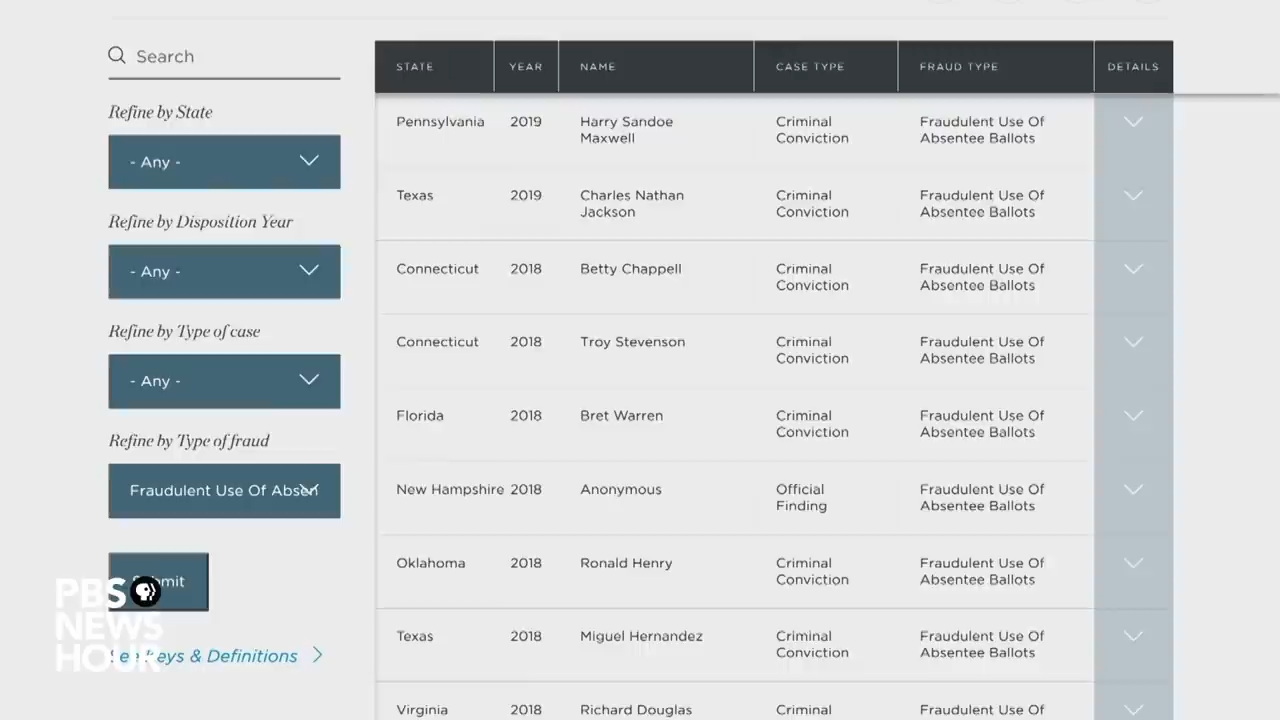 Search
Refine by State
- Any -
Refine by Disposition Year
- Any -
Refine by Type of case
- Any -
Refine by Type of fraud
Fraudulent Use Of Absen
PBS
NEWS
HOUR
See Keys & Definitions
STATE YEAR NAME CASE TYPE FRAUD TYPE DETAILS
Pennsylvania 2019 Harry Sandoe Criminal Fraudulent Use Of
Maxwell Conviction Absentee Ballots
Texas 2019 Charles Nathan Criminal Fraudulent Use Of
Jackson Conviction Absentee Ballots
Connecticut 2018 Betty Chappell Criminal Fraudulent Use Of
Conviction Absentee Ballots
Connecticut 2018 Troy Stevenson Criminal Fraudulent Use Of
Conviction Absentee Ballots
Florida 2018 Bret Warren Criminal Fraudulent Use Of
Conviction Absentee Ballots
New Hampshire 2018 Anonymous Official Fraudulent Use Of
Finding Absentee Ballots
Oklahoma 2018 Ronald Henry Criminal Fraudulent Use Of
Conviction Absentee Ballots
Texas 2018 Miguel Hernandez Criminal Fraudulent Use Of
Conviction Absentee Ballots
Virginia 2018 Richard Douglas Criminal Fraudulent Use Of